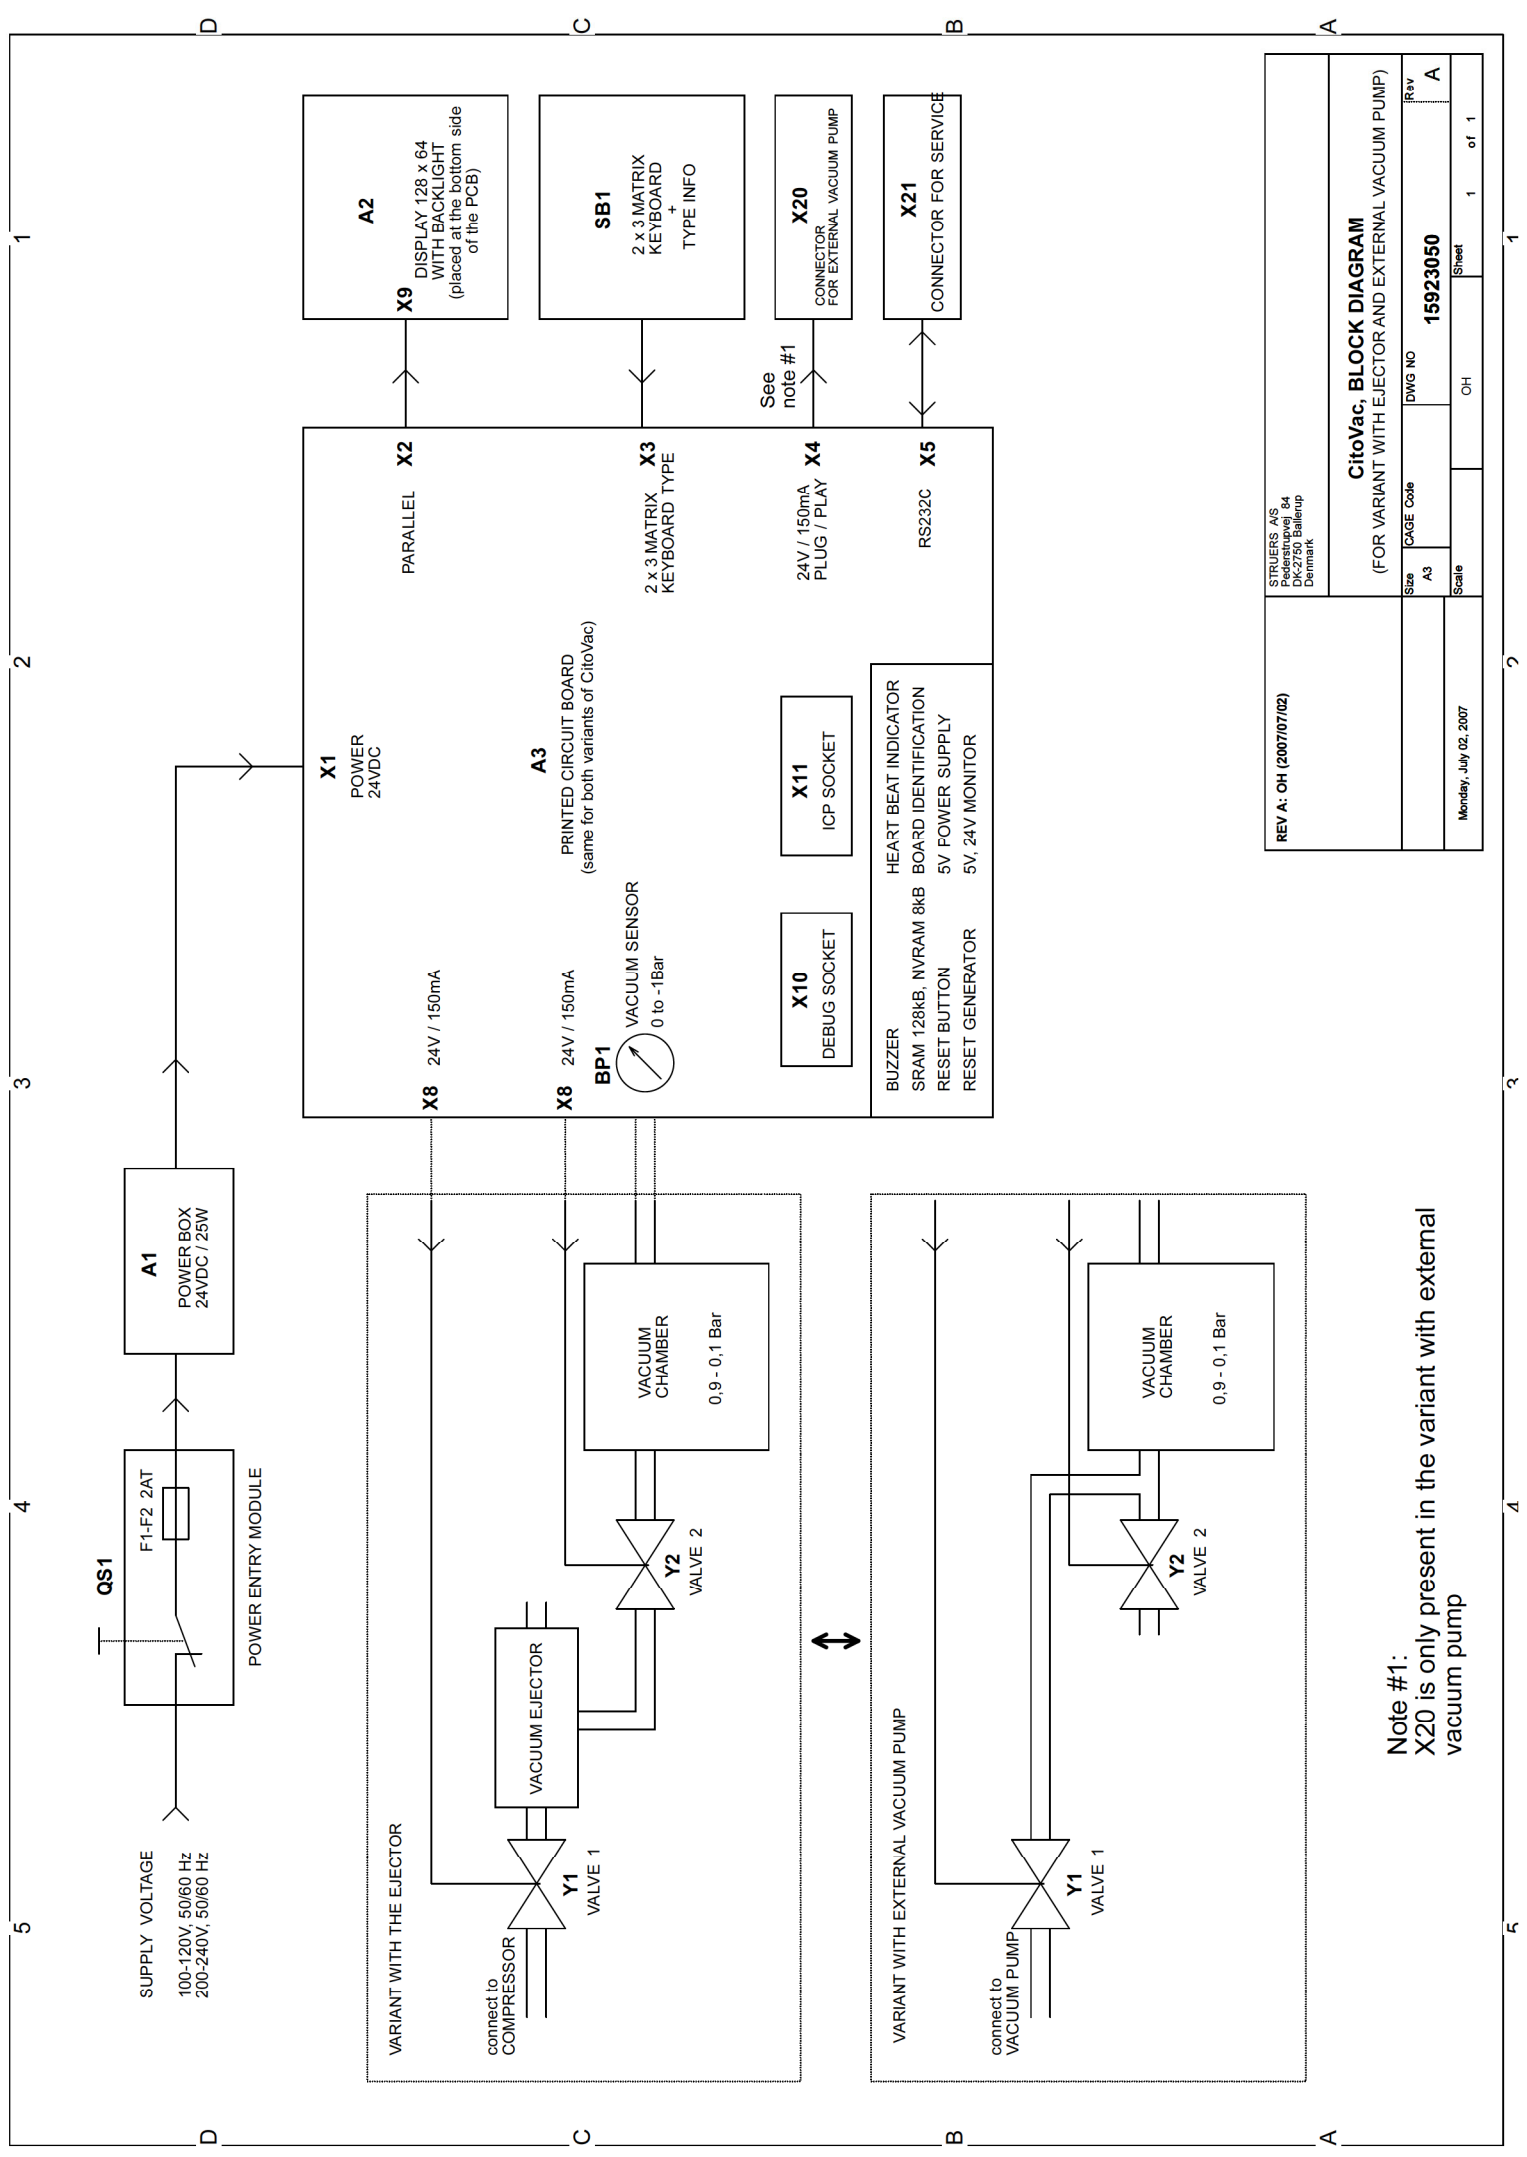 5
4
3
2
1
D
C
B
A
SUPPLY VOLTAGE
100-120V, 50/60 Hz
200-240V, 50/60 Hz
QS1
F1-F2 2AT
POWER ENTRY MODULE
A1
POWER BOX
24VDC / 25W
X1
POWER
24VDC
A3
PRINTED CIRCUIT BOARD
(same for both variants of CitoVac)
X8
24V / 150mA
X8
24V / 150mA
BP1
VACUUM SENSOR
0 to -1Bar
X10
DEBUG SOCKET
X11
ICP SOCKET
BUZZER
HEART BEAT INDICATOR
SRAM 128kB, NVRAM 8kB
BOARD IDENTIFICATION
RESET BUTTON
5V POWER SUPPLY
RESET GENERATOR
5V, 24V MONITOR
PARALLEL
X2
2 x 3 MATRIX
KEYBOARD TYPE
X3
24V / 150mA
PLUG / PLAY
X4
RS232C
X5
A2
X9
DISPLAY 128 x 64
WITH BACKLIGHT
(placed at the bottom side
of the PCB)
SB1
2 x 3 MATRIX
KEYBOARD
+
TYPE INFO
See
note #1
X20
CONNECTOR
FOR EXTERNAL VACUUM PUMP
X21
CONNECTOR FOR SERVICE
VARIANT WITH THE EJECTOR
connect to
COMPRESSOR
Y1
VALVE 1
VACUUM EJECTOR
Y2
VALVE 2
VACUUM
CHAMBER
0,9 - 0,1 Bar
VARIANT WITH EXTERNAL VACUUM PUMP
connect to
VACUUM PUMP
Y1
VALVE 1
Y2
VALVE 2
VACUUM
CHAMBER
0,9 - 0,1 Bar
Note #1:
X20 is only present in the variant with external
vacuum pump
REV A: OH (2007/07/02)
Monday, July 02, 2007
STRUERS A/S
Pederstrupvej 84
DK-2750 Ballerup
Denmark
CitoVac, BLOCK DIAGRAM
(FOR VARIANT WITH EJECTOR AND EXTERNAL VACUUM PUMP)
Size
A3
CAGE Code
DWG NO
15923050
Rev
A
Scale
OH
Sheet
1 of 1
5
4
3
2
1
D
C
B
A